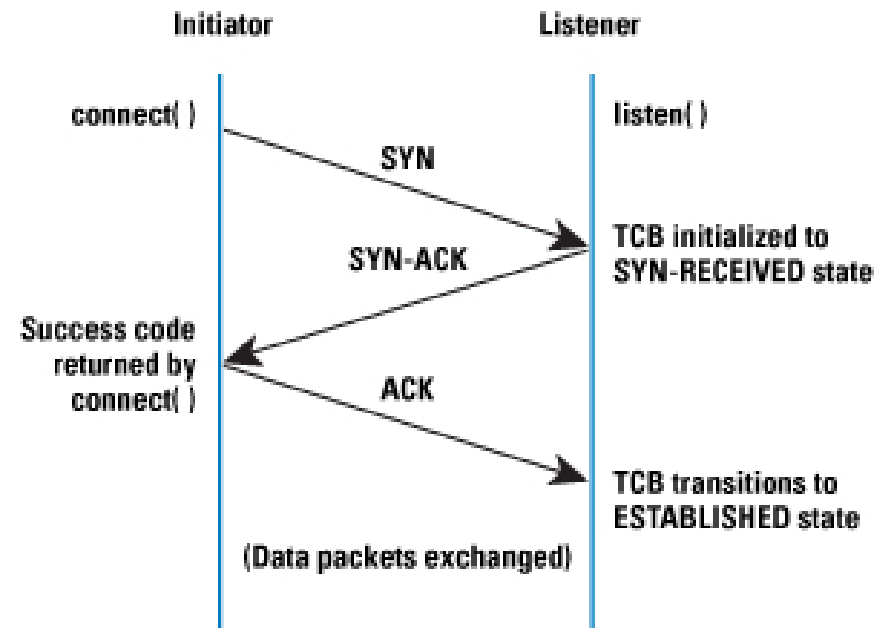 Initiator
Listener
connect( )
listen( )
SYN
TCB initialized to
SYN-RECEIVED state
SYN-ACK
Success code
returned by
connect( )
ACK
TCB transitions to
ESTABLISHED state
(Data packets exchanged)